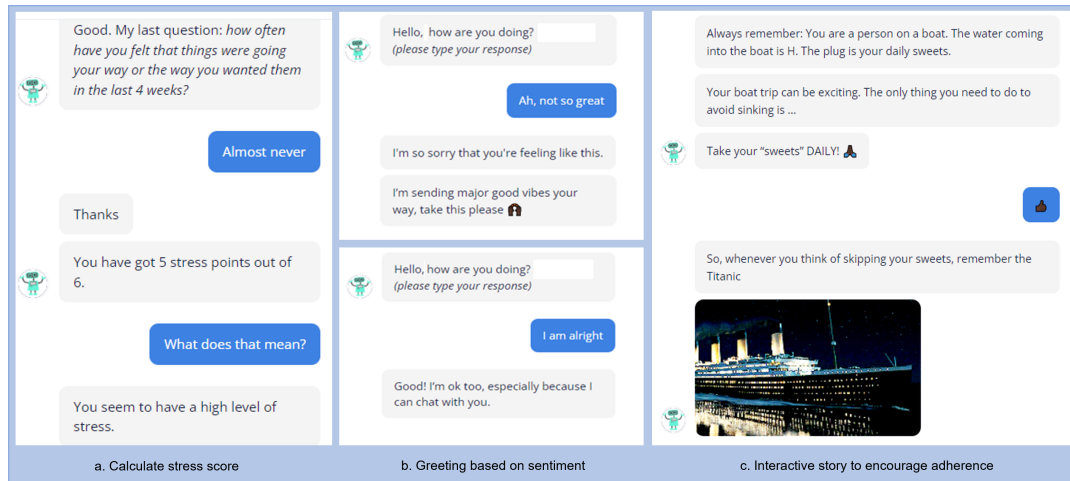 Good. My last question: how often
have you felt that things were going
your way or the way you wanted them
in the last 4 weeks?
Almost never
Thanks
You have got 5 stress points out of
6.
What does that mean?
You seem to have a high level of
stress.
a. Calculate stress score
Hello, how are you doing?
(please type your response)
Ah, not so great
I'm so sorry that you're feeling like this.
I'm sending major good vibes your
way, take this please
Hello, how are you doing?
(please type your response)
I am alright
Good! I'm ok too, especially because I
can chat with you.
b. Greeting based on sentiment
Always remember: You are a person on a boat. The water coming
into the boat is H. The plug is your daily sweets.
Your boat trip can be exciting. The only thing you need to do to
avoid sinking is ...
Take your “sweets” DAILY! 🙏🏿
👍🏿
So, whenever you think of skipping your sweets, remember the
Titanic
c. Interactive story to encourage adherence